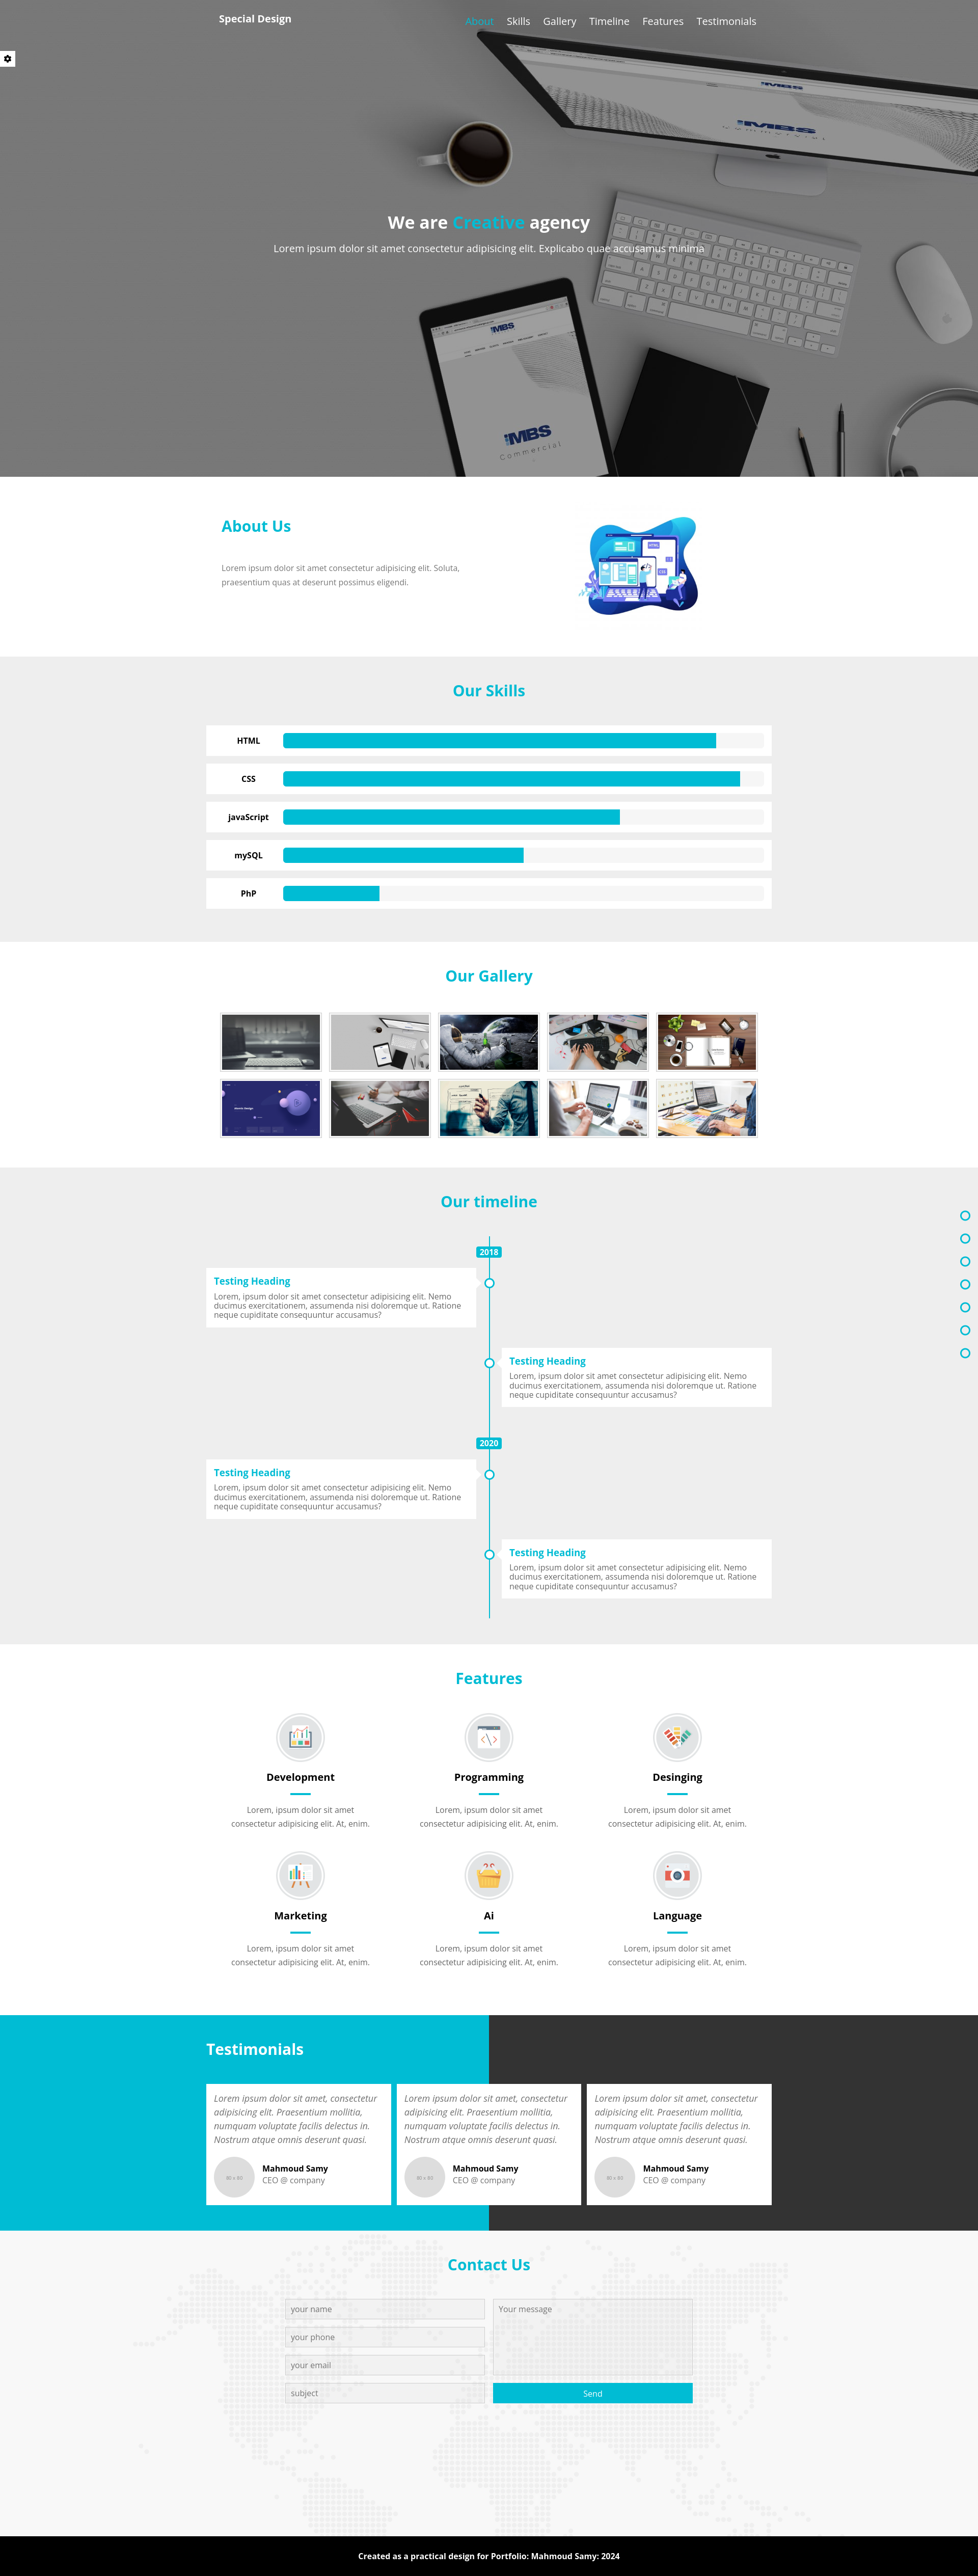 Special Design
About Skills Gallery Timeline Features Testimonials
MBS
Commercial
We are Creative agency
Lorem ipsum dolor sit amet consectetur adipisicing elit. Explicabo quae accusamus minima
MBS
MBS
Commercial
About Us
Lorem ipsum dolor sit amet consectetur adipisicing elit. Soluta,
praesentium quas at deserunt possimus eligendi.
Our Skills
HTML
CSS
javaScript
mySQL
PhP
Our Gallery
Our timeline
2018
Testing Heading
Lorem, ipsum dolor sit amet consectetur adipisicing elit. Nemo
ducimus exercitationem, assumenda nisi doloremque ut. Ratione
neque cupiditate consequuntur accusamus?
Testing Heading
Lorem, ipsum dolor sit amet consectetur adipisicing elit. Nemo
ducimus exercitationem, assumenda nisi doloremque ut. Ratione
neque cupiditate consequuntur accusamus?
2020
Testing Heading
Lorem, ipsum dolor sit amet consectetur adipisicing elit. Nemo
ducimus exercitationem, assumenda nisi doloremque ut. Ratione
neque cupiditate consequuntur accusamus?
Testing Heading
Lorem, ipsum dolor sit amet consectetur adipisicing elit. Nemo
ducimus exercitationem, assumenda nisi doloremque ut. Ratione
neque cupiditate consequuntur accusamus?
Features
Development
Lorem, ipsum dolor sit amet
consectetur adipisicing elit. At, enim.
Programming
Lorem, ipsum dolor sit amet
consectetur adipisicing elit. At, enim.
Desinging
Lorem, ipsum dolor sit amet
consectetur adipisicing elit. At, enim.
Marketing
Lorem, ipsum dolor sit amet
consectetur adipisicing elit. At, enim.
Ai
Lorem, ipsum dolor sit amet
consectetur adipisicing elit. At, enim.
Language
Lorem, ipsum dolor sit amet
consectetur adipisicing elit. At, enim.
Testimonials
Lorem ipsum dolor sit amet, consectetur
adipisicing elit. Praesentium mollitia,
numquam voluptate facilis delectus in.
Nostrum atque omnis deserunt quasi.
80 x 80
Mahmoud Samy
CEO @ company
Lorem ipsum dolor sit amet, consectetur
adipisicing elit. Praesentium mollitia,
numquam voluptate facilis delectus in.
Nostrum atque omnis deserunt quasi.
80 x 80
Mahmoud Samy
CEO @ company
Lorem ipsum dolor sit amet, consectetur
adipisicing elit. Praesentium mollitia,
numquam voluptate facilis delectus in.
Nostrum atque omnis deserunt quasi.
80 x 80
Mahmoud Samy
CEO @ company
Contact Us
your name
your phone
your email
subject
Your message
Send
Created as a practical design for Portfolio: Mahmoud Samy: 2024